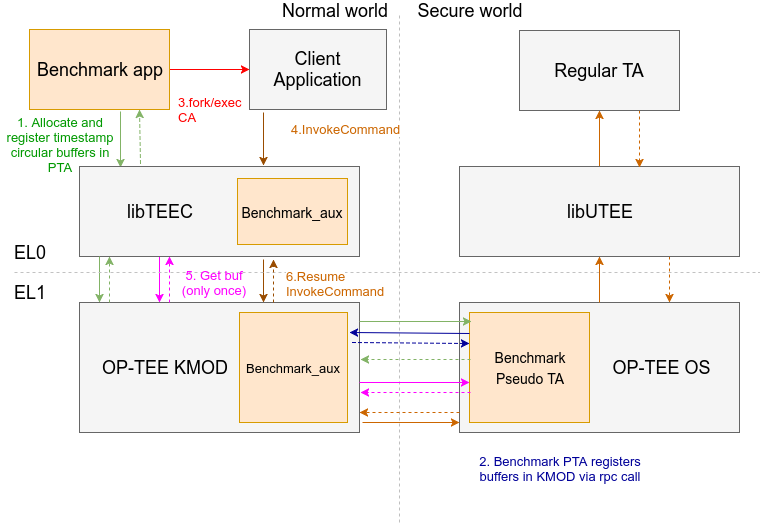 Normal world
Secure world
Benchmark app
Client
Application
Regular TA
3.fork/exec
CA
1. Allocate and
register timestamp
circular buffers in
PTA
4.InvokeCommand
libTEEC
Benchmark_aux
libUTEE
EL0
5. Get buf
(only once)
6.Resume
InvokeCommand
EL1
OP-TEE KMOD
Benchmark_aux
Benchmark
Pseudo TA
OP-TEE OS
2. Benchmark PTA registers
buffers in KMOD via rpc call